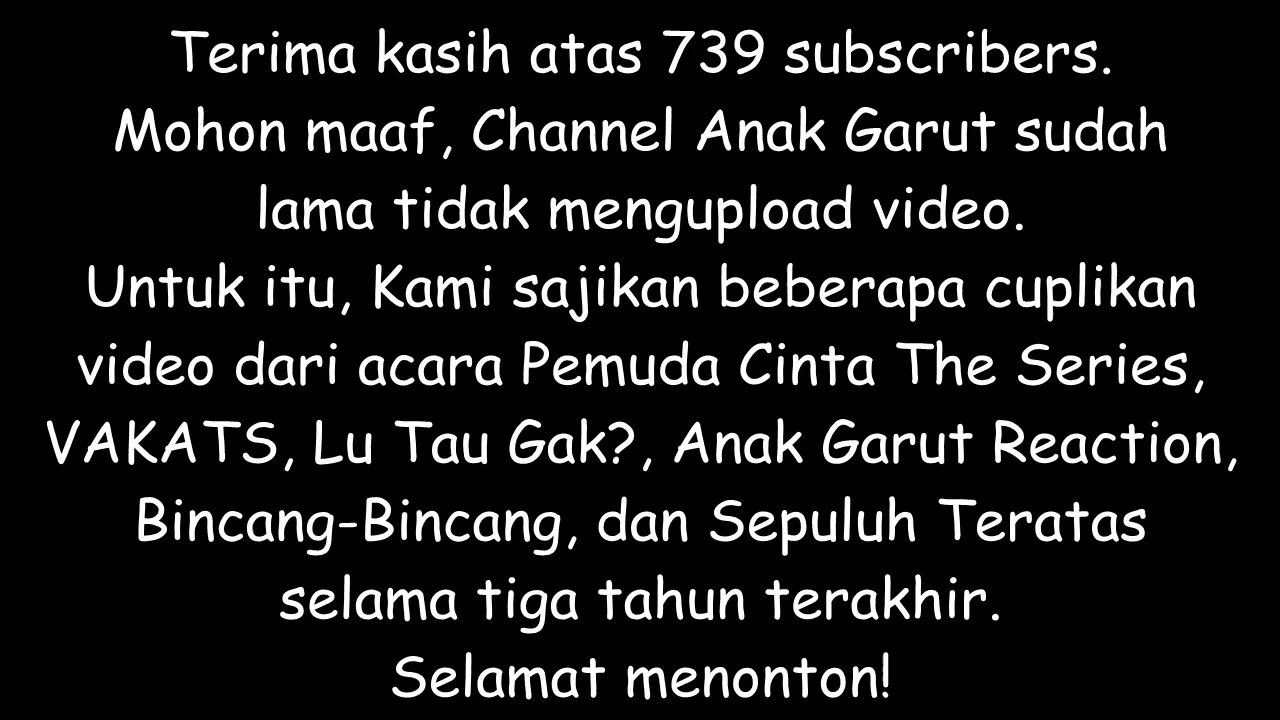 Terima kasih atas 739 subscribers.
Mohon maaf, Channel Anak Garut sudah
lama tidak mengupload video.
Untuk itu, Kami sajikan beberapa cuplikan
video dari acara Pemuda Cinta The Series,
VAKATS, Lu Tau Gak?, Anak Garut Reaction,
Bincang-Bincang, dan Sepuluh Teratas
selama tiga tahun terakhir.
Selamat menonton!